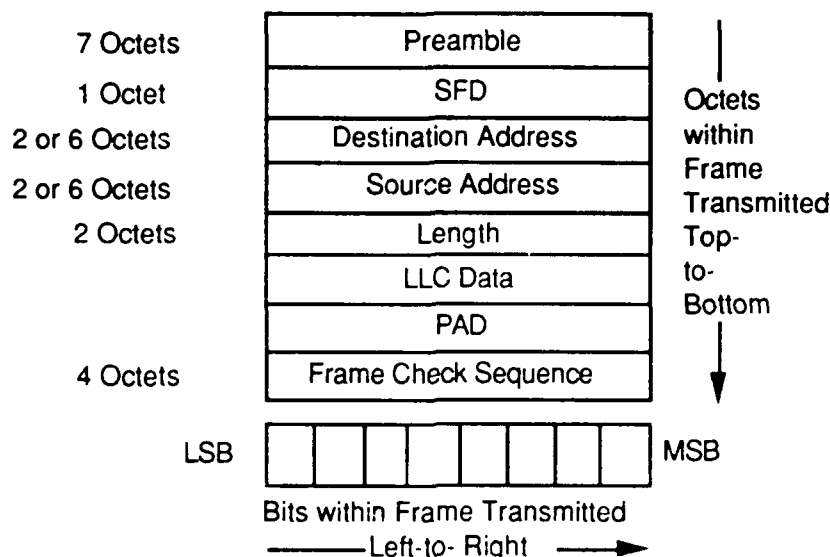 7 Octets Preamble
1 Octet SFD
2 or 6 Octets Destination Address
2 or 6 Octets Source Address
2 Octets Length
LLC Data
PAD
4 Octets Frame Check Sequence
Octets
within
Frame
Transmitted
Top-
to-
Bottom
LSB MSB
Bits within Frame Transmitted
Left-to- Right